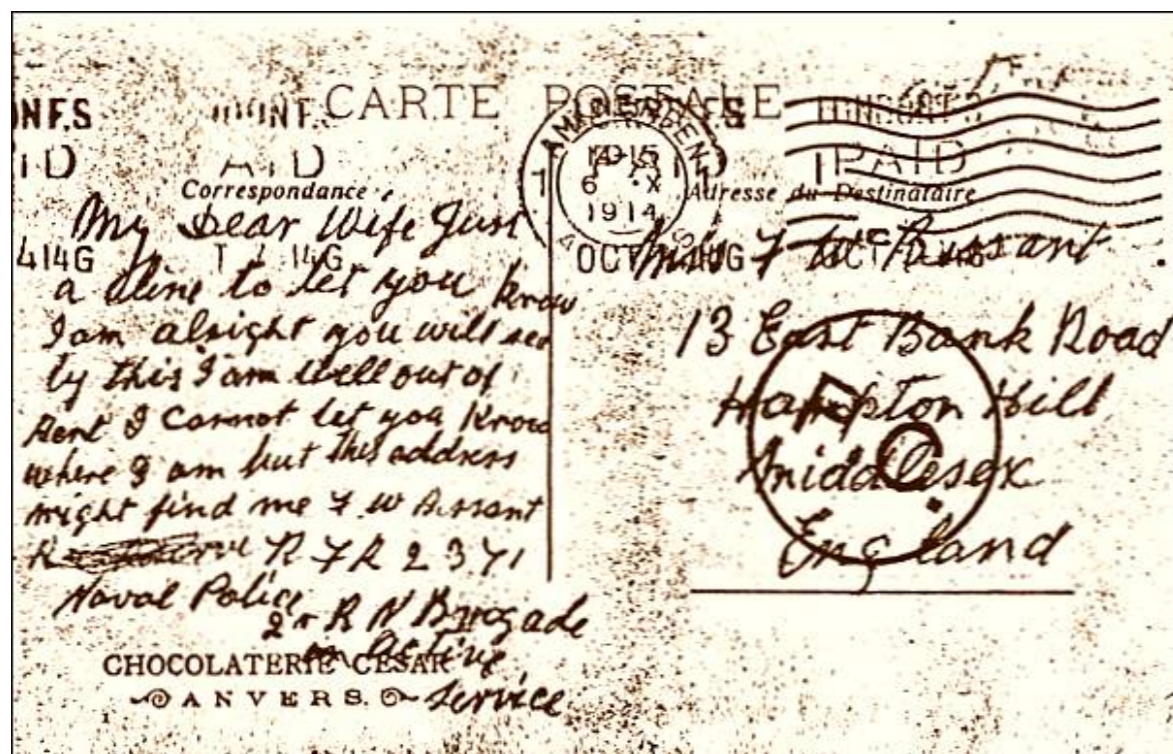 CARTE POSTALE
Correspondance
Adresse du Destinataire
PAID
6 X
1914
My Dear Wife Just
a line to let you know
I am alright you will see
by this I am well out of
Kent I cannot let you know
where I am but this address
might find me F W
R F R 2371
Naval Police
R N Brigade
on Active
Service
CHOCOLATERIE CESAR
ANVERS.
F W
13 East Bank Road
Hampton Hill
Middlesex
England